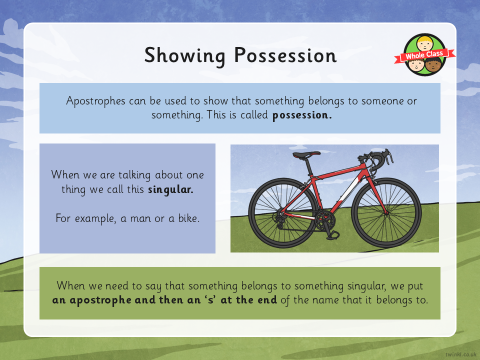 Showing Possession
Whole Class
Apostrophes can be used to show that something belongs to someone or
something. This is called possession.
When we are talking about one
thing we call this singular.
For example, a man or a bike.
When we need to say that something belongs to something singular, we put
an apostrophe and then an ‘s’ at the end of the name that it belongs to.